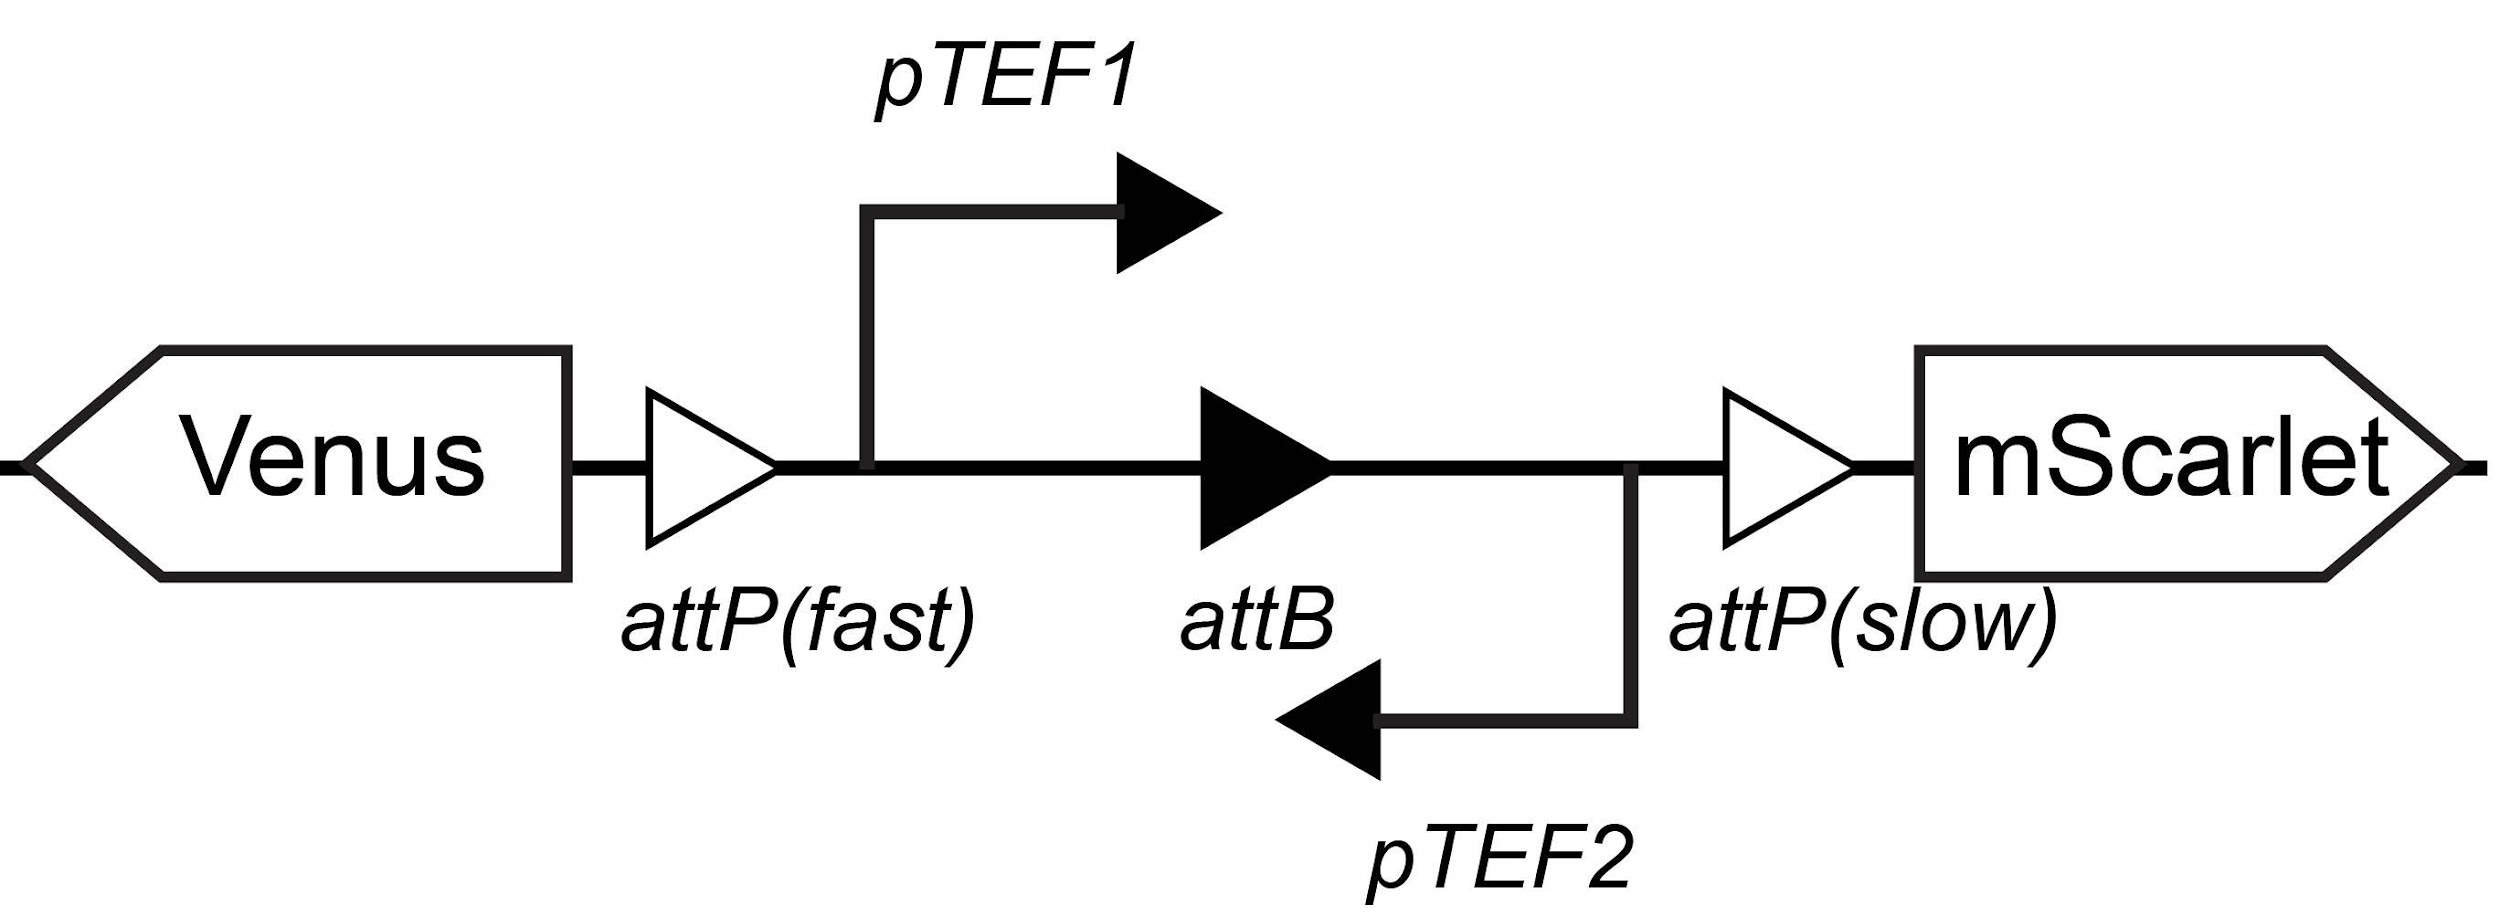 pTEF1
Venus
mScarlet
attP(fast)
attB
attP(slow)
pTEF2